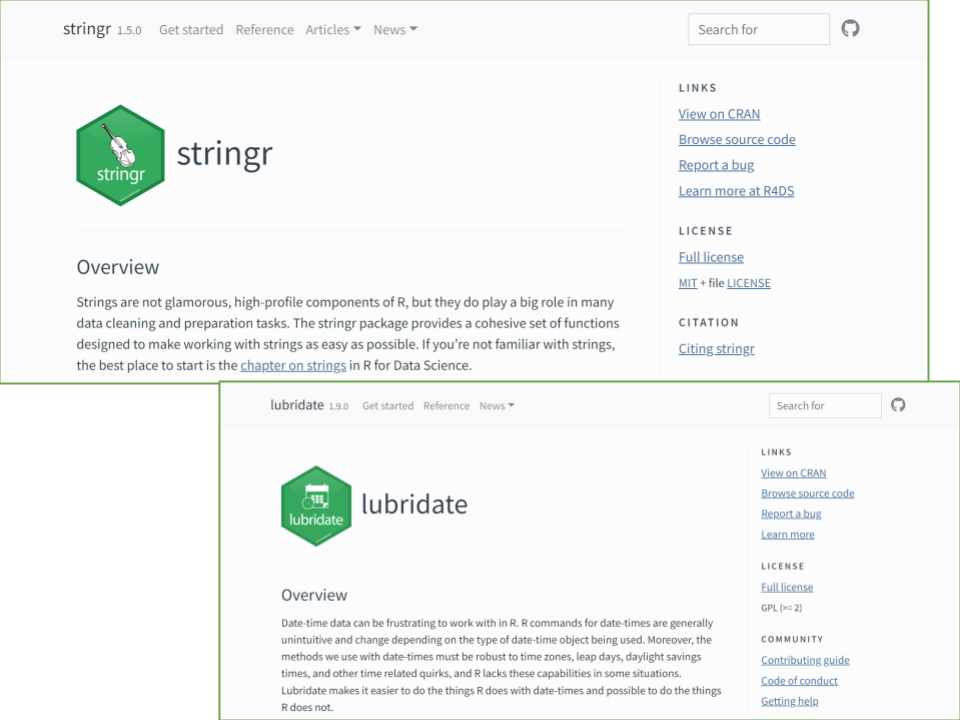 stringr 1.5.0 Get started Reference Articles News Search for
LINKS
View on CRAN
Browse source code
Report a bug
Learn more at R4DS
stringr
stringr
LICENSE
Full license
MIT + file LICENSE
Overview
Strings are not glamorous, high-profile components of R, but they do play a big role in many
data cleaning and preparation tasks. The stringr package provides a cohesive set of functions
designed to make working with strings as easy as possible. If you're not familiar with strings,
the best place to start is the chapter on strings in R for Data Science.
CITATION
Citing stringr
lubridate 1.9.0 Get started Reference News Search for
LINKS
View on CRAN
Browse source code
Report a bug
Learn more
lubridate
lubridate
LICENSE
Full license
GPL (>= 2)
Overview
Date-time data can be frustrating to work with in R. R commands for date-times are generally
unintuitive and change depending on the type of date-time object being used. Moreover, the
methods we use with date-times must be robust to time zones, leap days, daylight savings
times, and other time related quirks, and R lacks these capabilities in some situations.
Lubridate makes it easier to do the things R does with date-times and possible to do the things
R does not.
COMMUNITY
Contributing guide
Code of conduct
Getting help